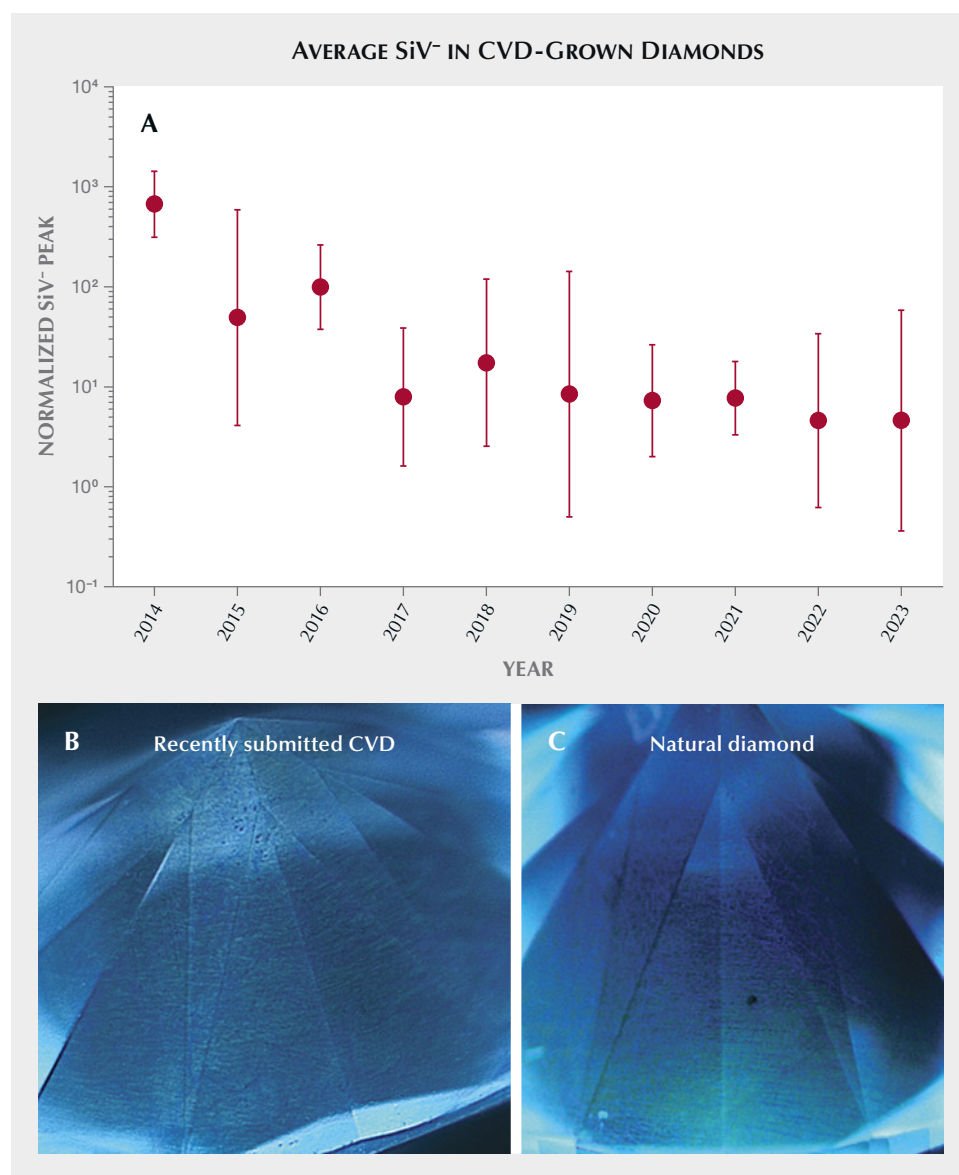 AVERAGE SiV⁻ IN CVD-GROWN DIAMONDS
A
NORMALIZED SiV⁻ PEAK
10⁴
10³
10²
10¹
10⁰
10⁻¹
2014
2015
2016
2017
2018
2019
2020
2021
2022
2023
YEAR
B
Recently submitted CVD
C
Natural diamond